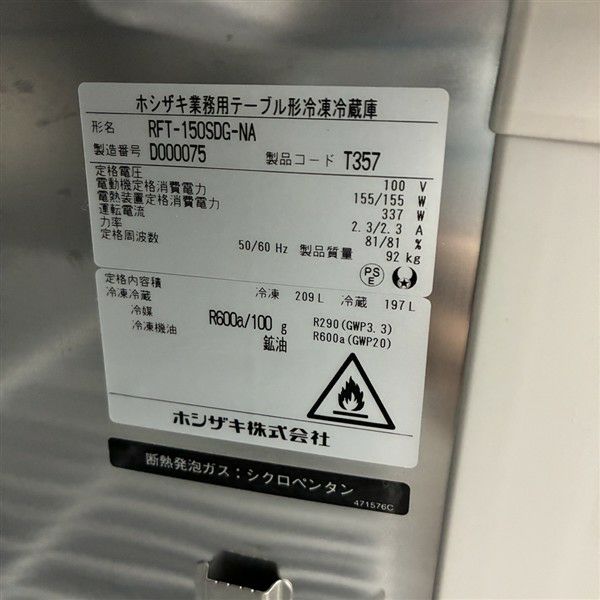 ホシザキ業務用テーブル形冷凍冷蔵庫
形名 RFT-150SDG-NA
製造番号 D000075 製品コード T357
定格電圧 100 V
電動機定格消費電力 155/155 W
電熱装置定格消費電力 337 W
運転電流 2.3/2.3 A
力率 81/81 %
定格周波数 50/60 Hz 製品質量 92 kg
PS
E
定格内容積
冷凍冷蔵 冷凍 209 L 冷蔵 197 L
冷媒 R600a/100 g R290(GWP3.3)
冷凍機油 鉱油 R600a(GWP20)
ホシザキ株式会社
断熱発泡ガス:シクロペンタン
471576C